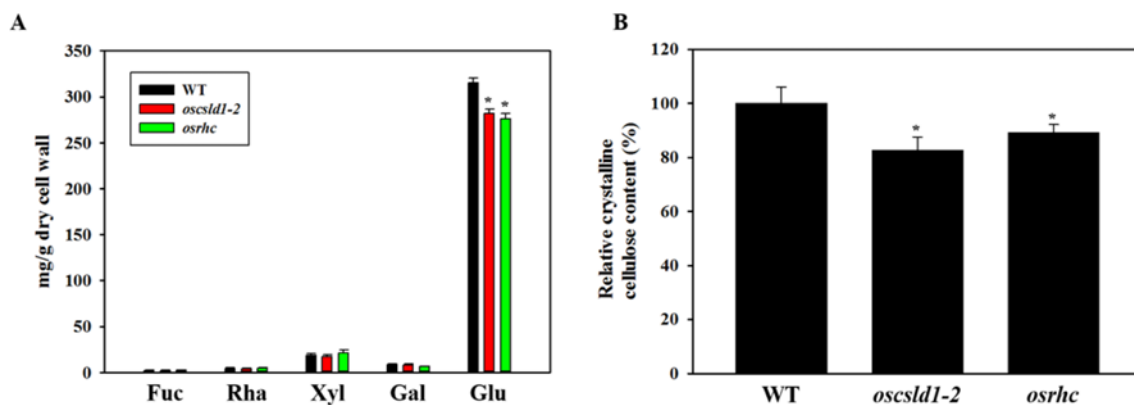 A
mg/g dry cell wall
350
300
250
200
150
100
50
0
WT
oscsld1-2
osrhc
*
*
Fuc
Rha
Xyl
Gal
Glu
B
Relative crystalline
cellulose content (%)
120
100
80
60
40
20
0
*
*
WT
oscsld1-2
osrhc